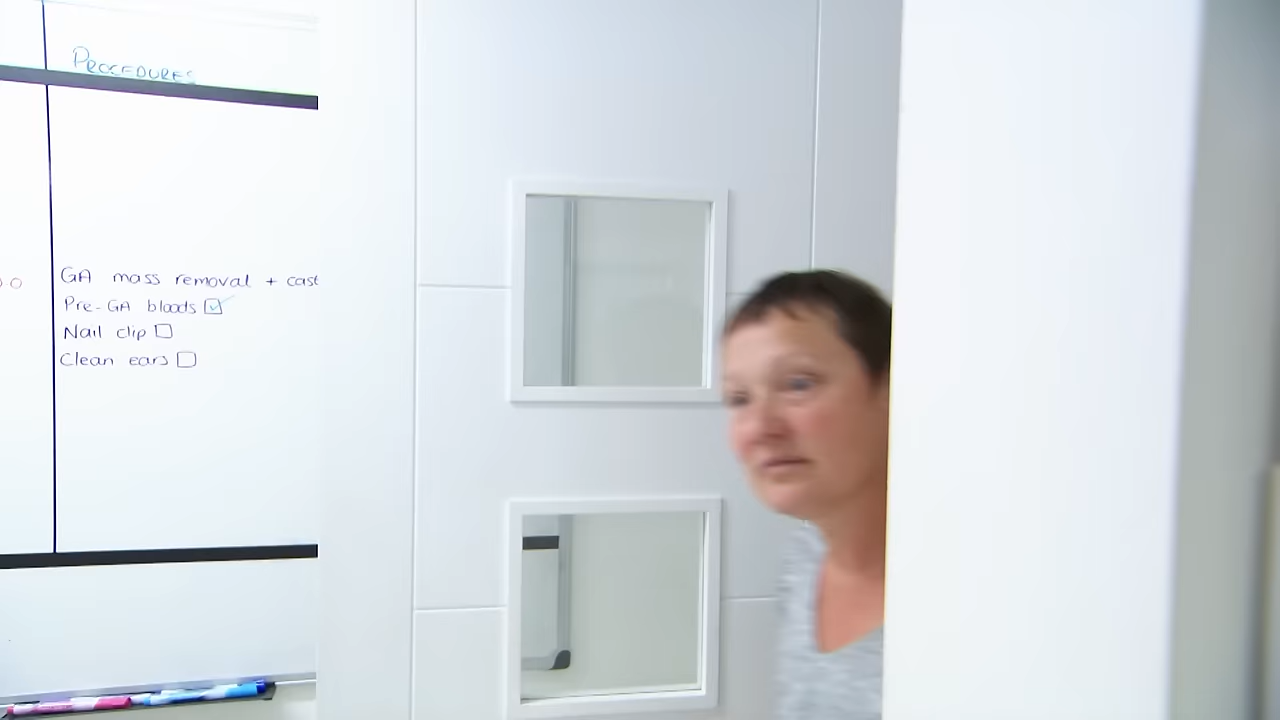 PROCEDURES
GA mass removal + cast
Pre-GA bloods
Nail clip
Clean ears